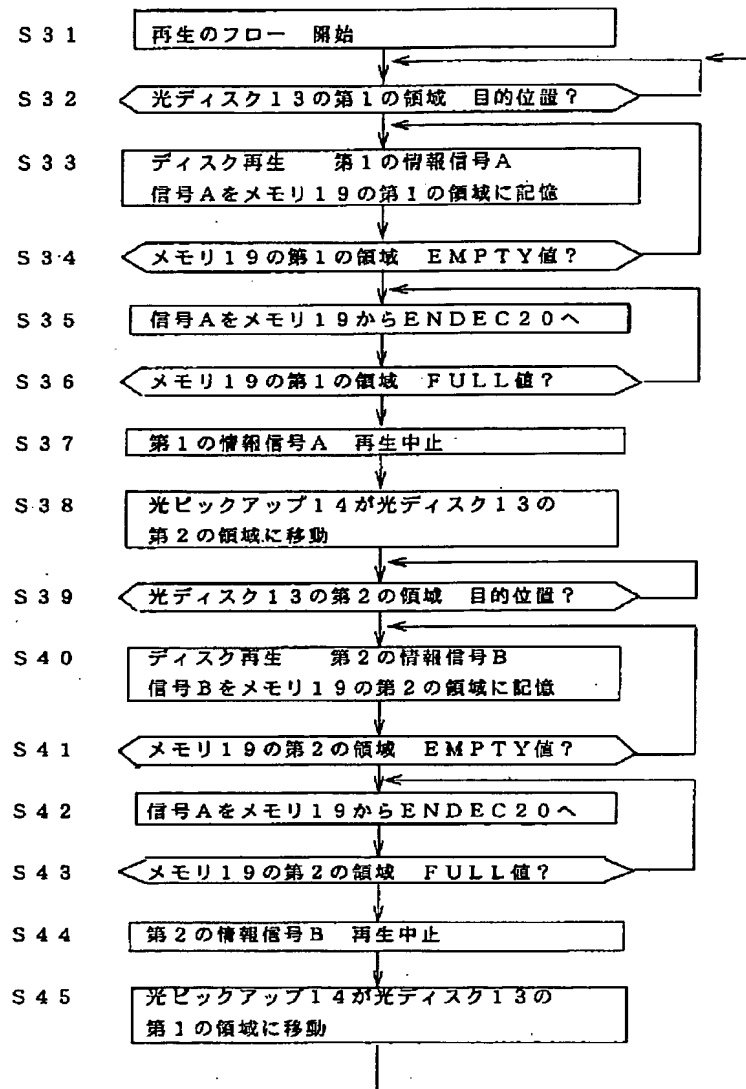 S31 再生のフロー 開始
S32 光ディスク13の第1の領域 目的位置?
S33 ディスク再生 第1の情報信号A
信号Aをメモリ19の第1の領域に記憶
S34 メモリ19の第1の領域 EMPTY値?
S35 信号Aをメモリ19からENDEC20へ
S36 メモリ19の第1の領域 FULL値?
S37 第1の情報信号A 再生中止
S38 光ピックアップ14が光ディスク13の
第2の領域に移動
S39 光ディスク13の第2の領域 目的位置?
S40 ディスク再生 第2の情報信号B
信号Bをメモリ19の第2の領域に記憶
S41 メモリ19の第2の領域 EMPTY値?
S42 信号Aをメモリ19からENDEC20へ
S43 メモリ19の第2の領域 FULL値?
S44 第2の情報信号B 再生中止
S45 光ピックアップ14が光ディスク13の
第1の領域に移動